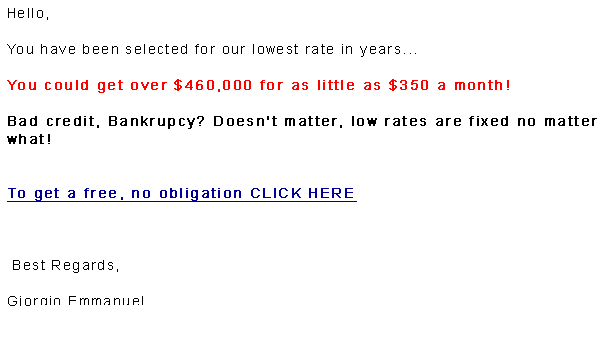 Hello,
You have been selected for our lowest rate in years...
You could get over $460,000 for as little as $350 a month!
Bad credit, Bankrupcy? Doesn't matter, low rates are fixed no matter
what!
To get a free, no obligation CLICK HERE
Best Regards,
Giorgio Emmanuel